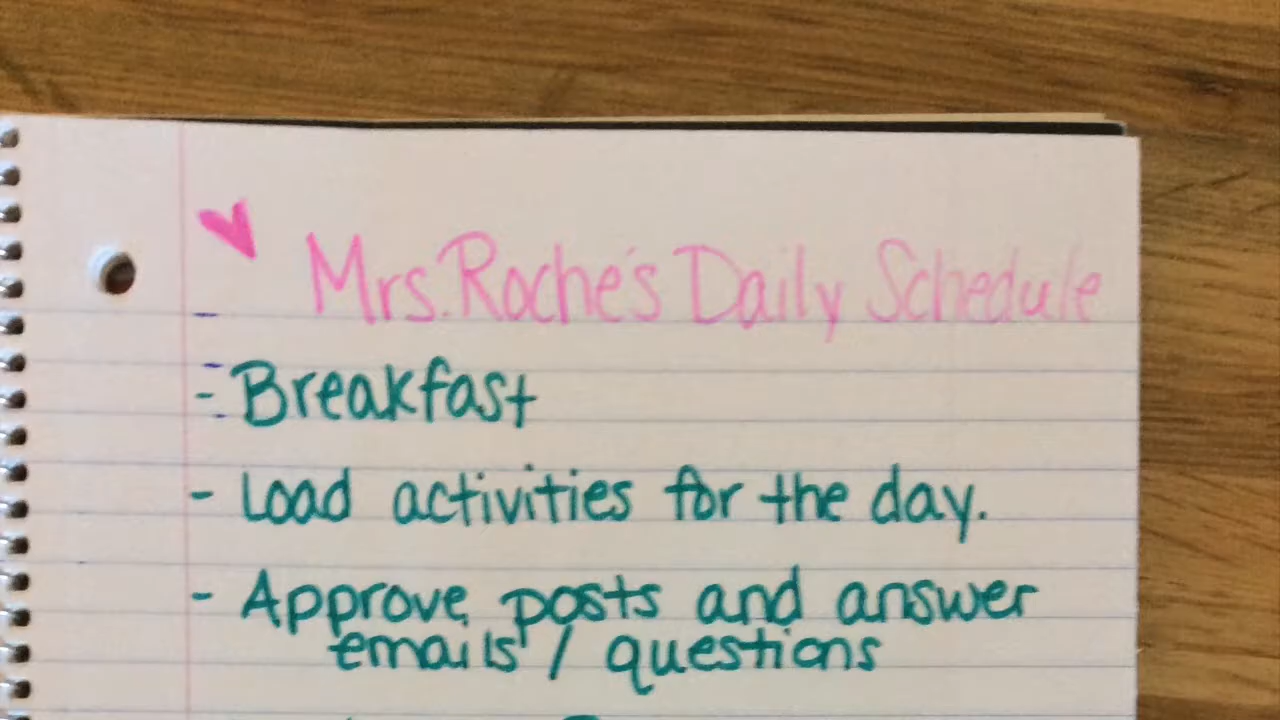 Mrs. Roche's Daily Schedule
- Breakfast
- Load activities for the day.
- Approve posts and answer
emails / questions